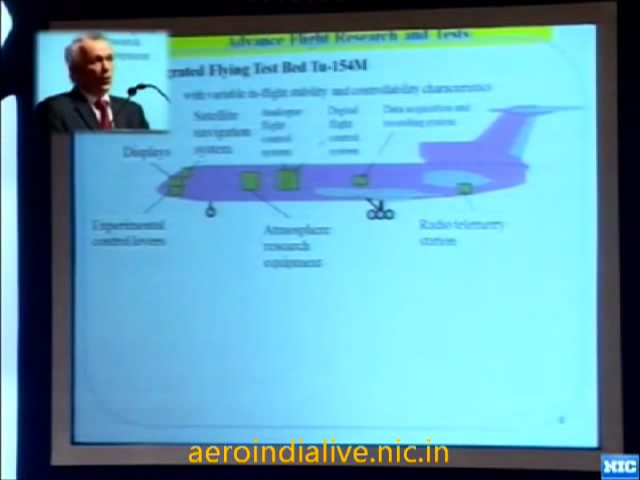 Advance Flight Research and Tests
grated Flying Test Bed Tu-154M
with variable in-flight stability and controllability characteristics
Satellite
navigation
system
Analogue
flight
control
system
Digital
flight
control
system
Data acquisition and
recording system
Displays
Experimental
control levers
Atmosphere
research
equipment
Radio telemetry
station
aeroindialive.nic.in
NIC